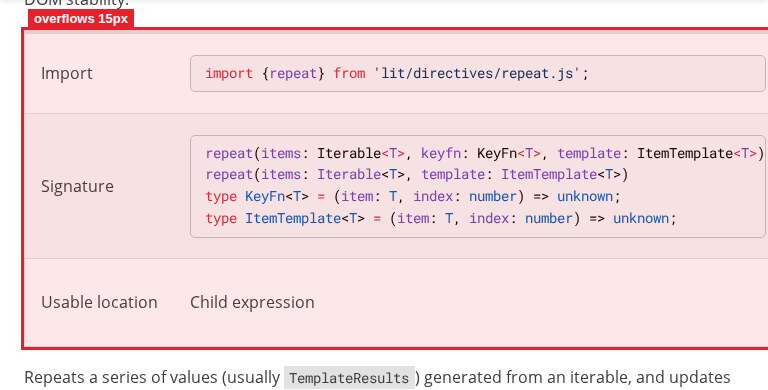 DOM stability.
overflows 15px
Import
import {repeat} from 'lit/directives/repeat.js';
Signature
repeat(items: Iterable<T>, keyfn: KeyFn<T>, template: ItemTemplate<T>)
repeat(items: Iterable<T>, template: ItemTemplate<T>)
type KeyFn<T> = (item: T, index: number) => unknown;
type ItemTemplate<T> = (item: T, index: number) => unknown;
Usable location
Child expression
Repeats a series of values (usually TemplateResults) generated from an iterable, and updates